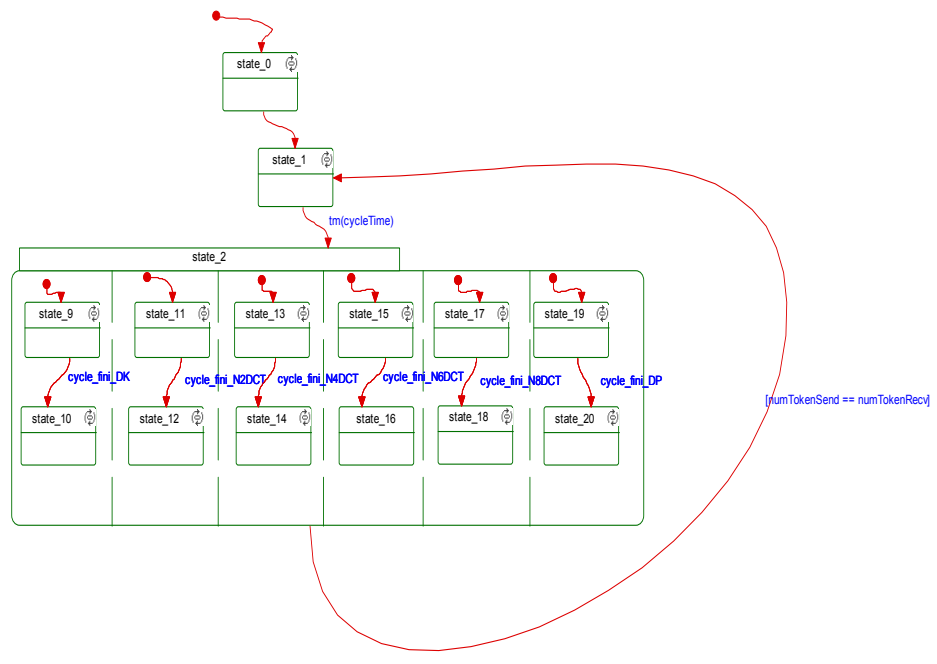 state_0
state_1
tm(cycleTime)
state_2
state_9
state_11
state_13
state_15
state_17
state_19
cycle_fini_DK
cycle_fini_N2DCT
cycle_fini_N4DCT
cycle_fini_N6DCT
cycle_fini_N8DCT
cycle_fini_DP
[numTokenSend == numTokenRecv]
state_10
state_12
state_14
state_16
state_18
state_20